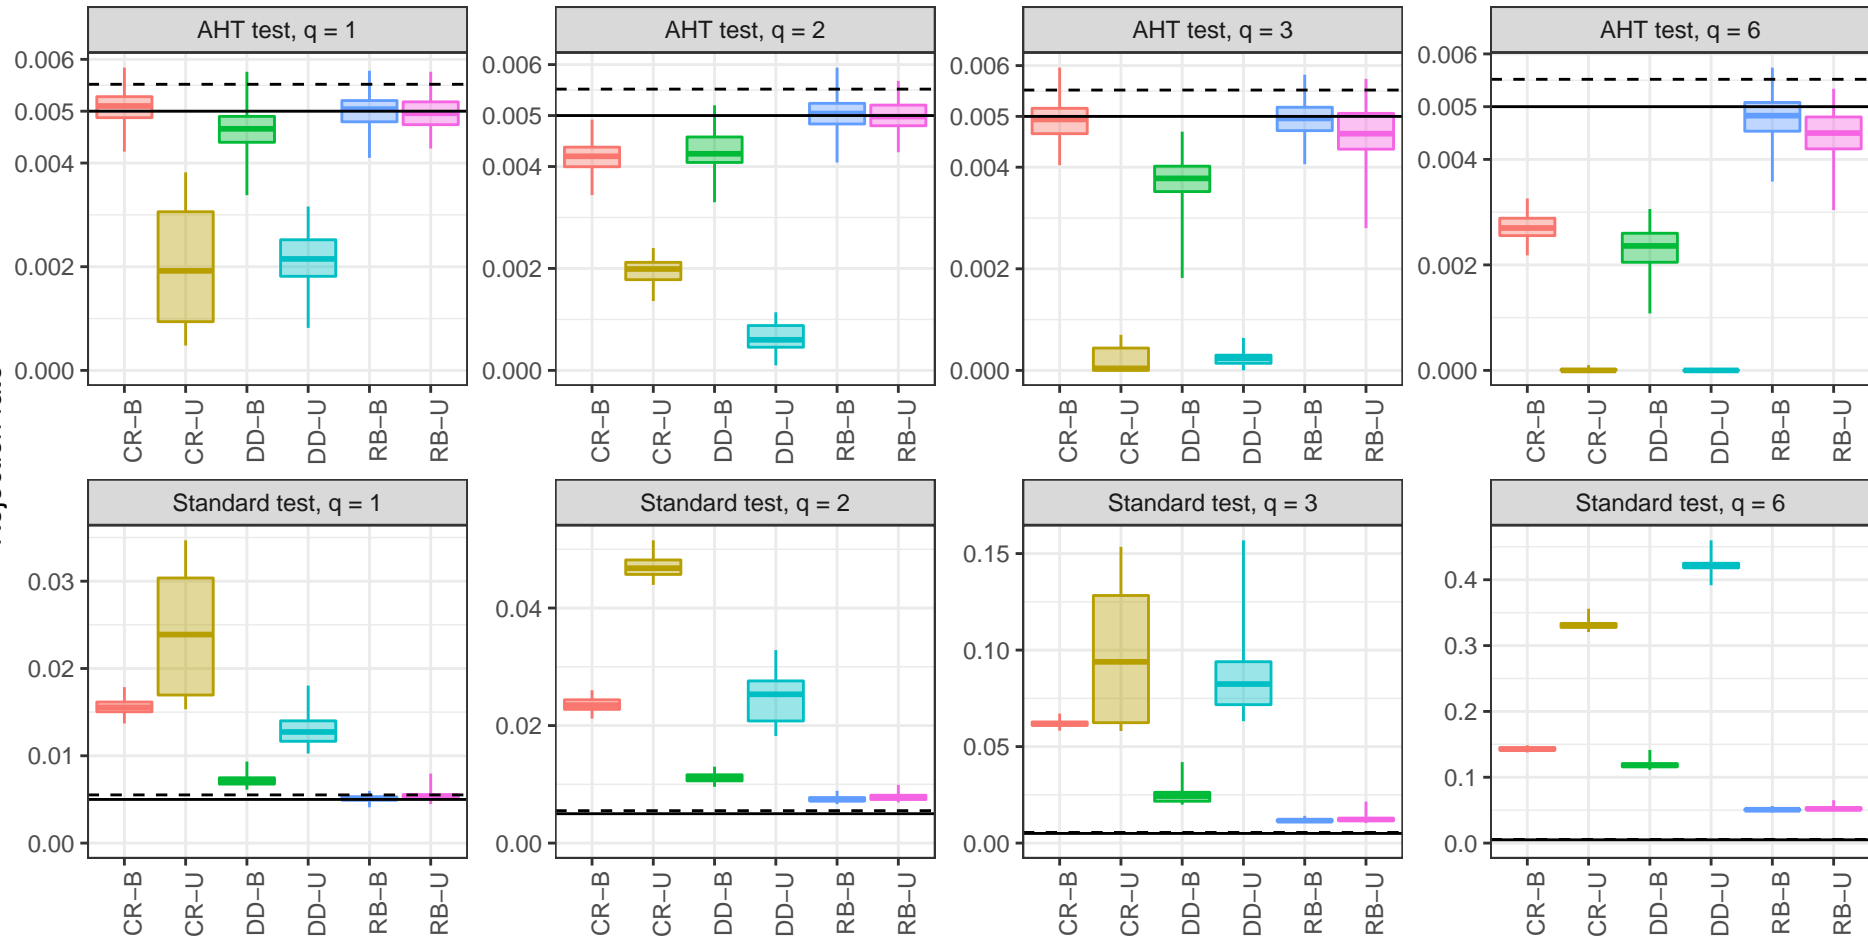 AHT test, q = 1
AHT test, q = 2
AHT test, q = 3
AHT test, q = 6
0.006
0.005
0.004
0.002
0.000
0.006
0.005
0.004
0.002
0.000
0.006
0.005
0.004
0.002
0.000
0.006
0.005
0.004
0.002
0.000
CR−B
CR−U
DD−B
DD−U
RB−B
RB−U
CR−B
CR−U
DD−B
DD−U
RB−B
RB−U
CR−B
CR−U
DD−B
DD−U
RB−B
RB−U
CR−B
CR−U
DD−B
DD−U
RB−B
RB−U
Standard test, q = 1
Standard test, q = 2
Standard test, q = 3
Standard test, q = 6
0.03
0.02
0.01
0.00
0.04
0.02
0.00
0.15
0.10
0.05
0.00
0.4
0.3
0.2
0.1
0.0
CR−B
CR−U
DD−B
DD−U
RB−B
RB−U
CR−B
CR−U
DD−B
DD−U
RB−B
RB−U
CR−B
CR−U
DD−B
DD−U
RB−B
RB−U
CR−B
CR−U
DD−B
DD−U
RB−B
RB−U